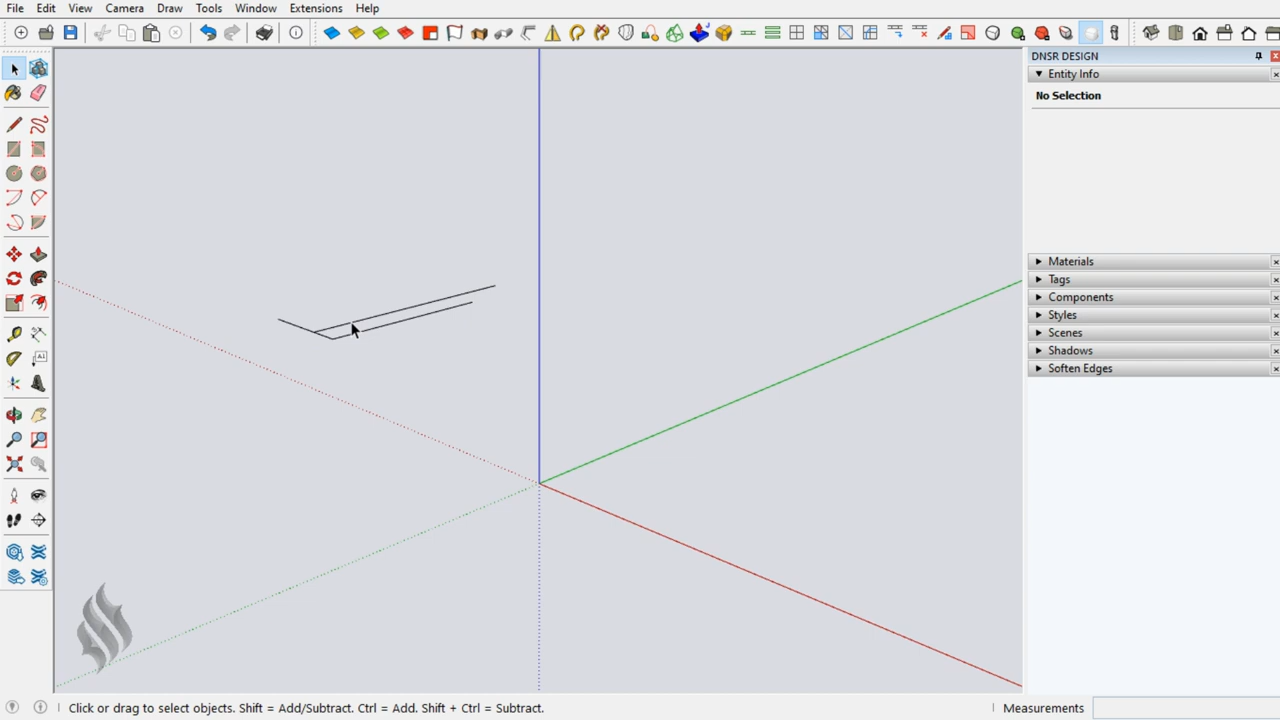 File Edit View Camera Draw Tools Window Extensions Help
DNSR DESIGN
Entity Info
No Selection
Materials
Tags
Components
Styles
Scenes
Shadows
Soften Edges
Click or drag to select objects. Shift = Add/Subtract. Ctrl = Add. Shift + Ctrl = Subtract.
Measurements